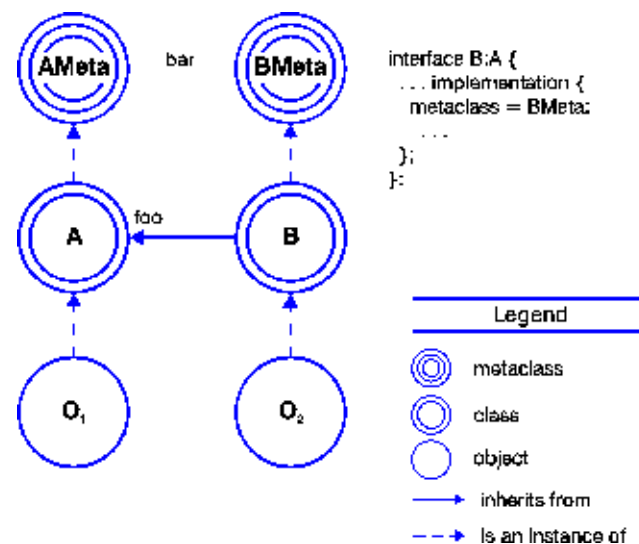 AMeta
bar
BMeta
interface B:A {
... implementation {
metaclass = BMeta;
...
};
};
foo
A
B
O₁
O₂
Legend
metaclass
class
object
inherits from
Is an Instance of